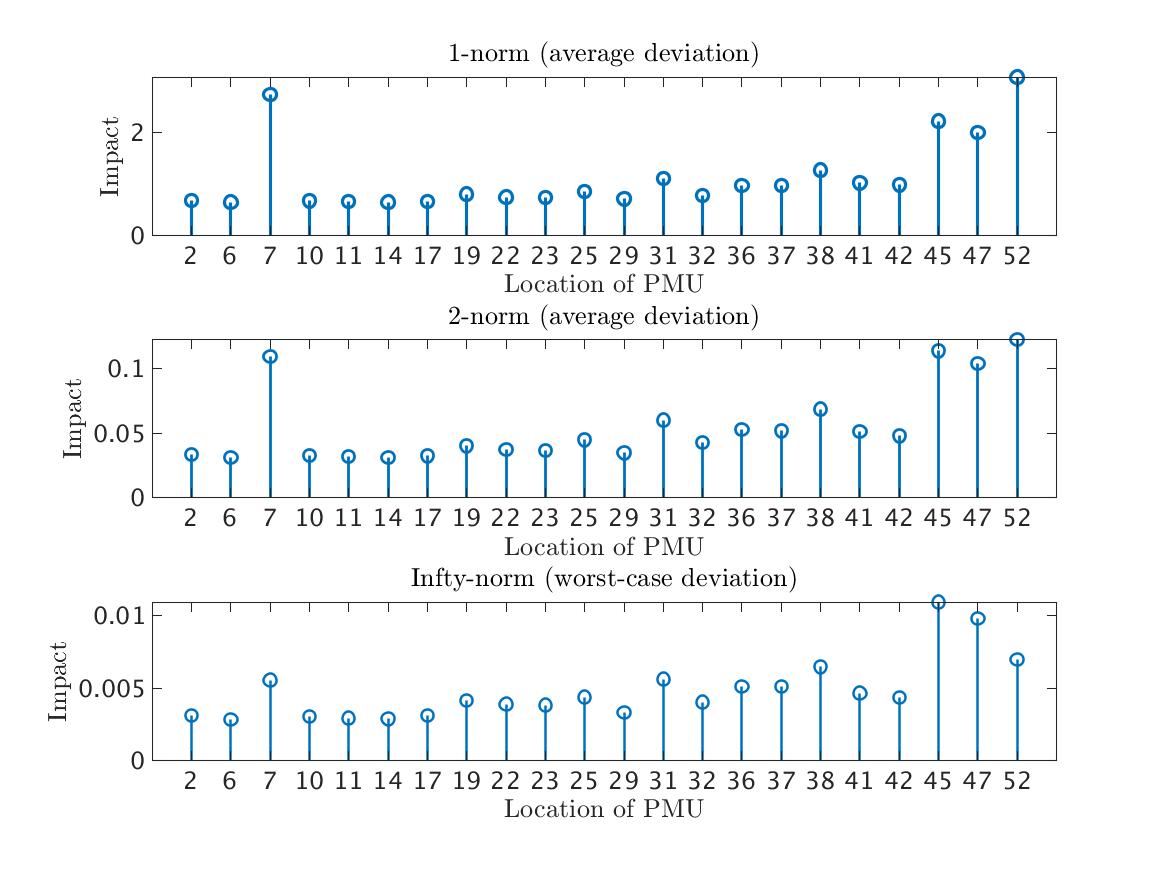 1-norm (average deviation)
Impact
2
0
2 6 7 10 11 14 17 19 22 23 25 29 31 32 36 37 38 41 42 45 47 52
Location of PMU
2-norm (average deviation)
Impact
0.1
0.05
0
2 6 7 10 11 14 17 19 22 23 25 29 31 32 36 37 38 41 42 45 47 52
Location of PMU
Infty-norm (worst-case deviation)
Impact
0.01
0.005
0
2 6 7 10 11 14 17 19 22 23 25 29 31 32 36 37 38 41 42 45 47 52
Location of PMU